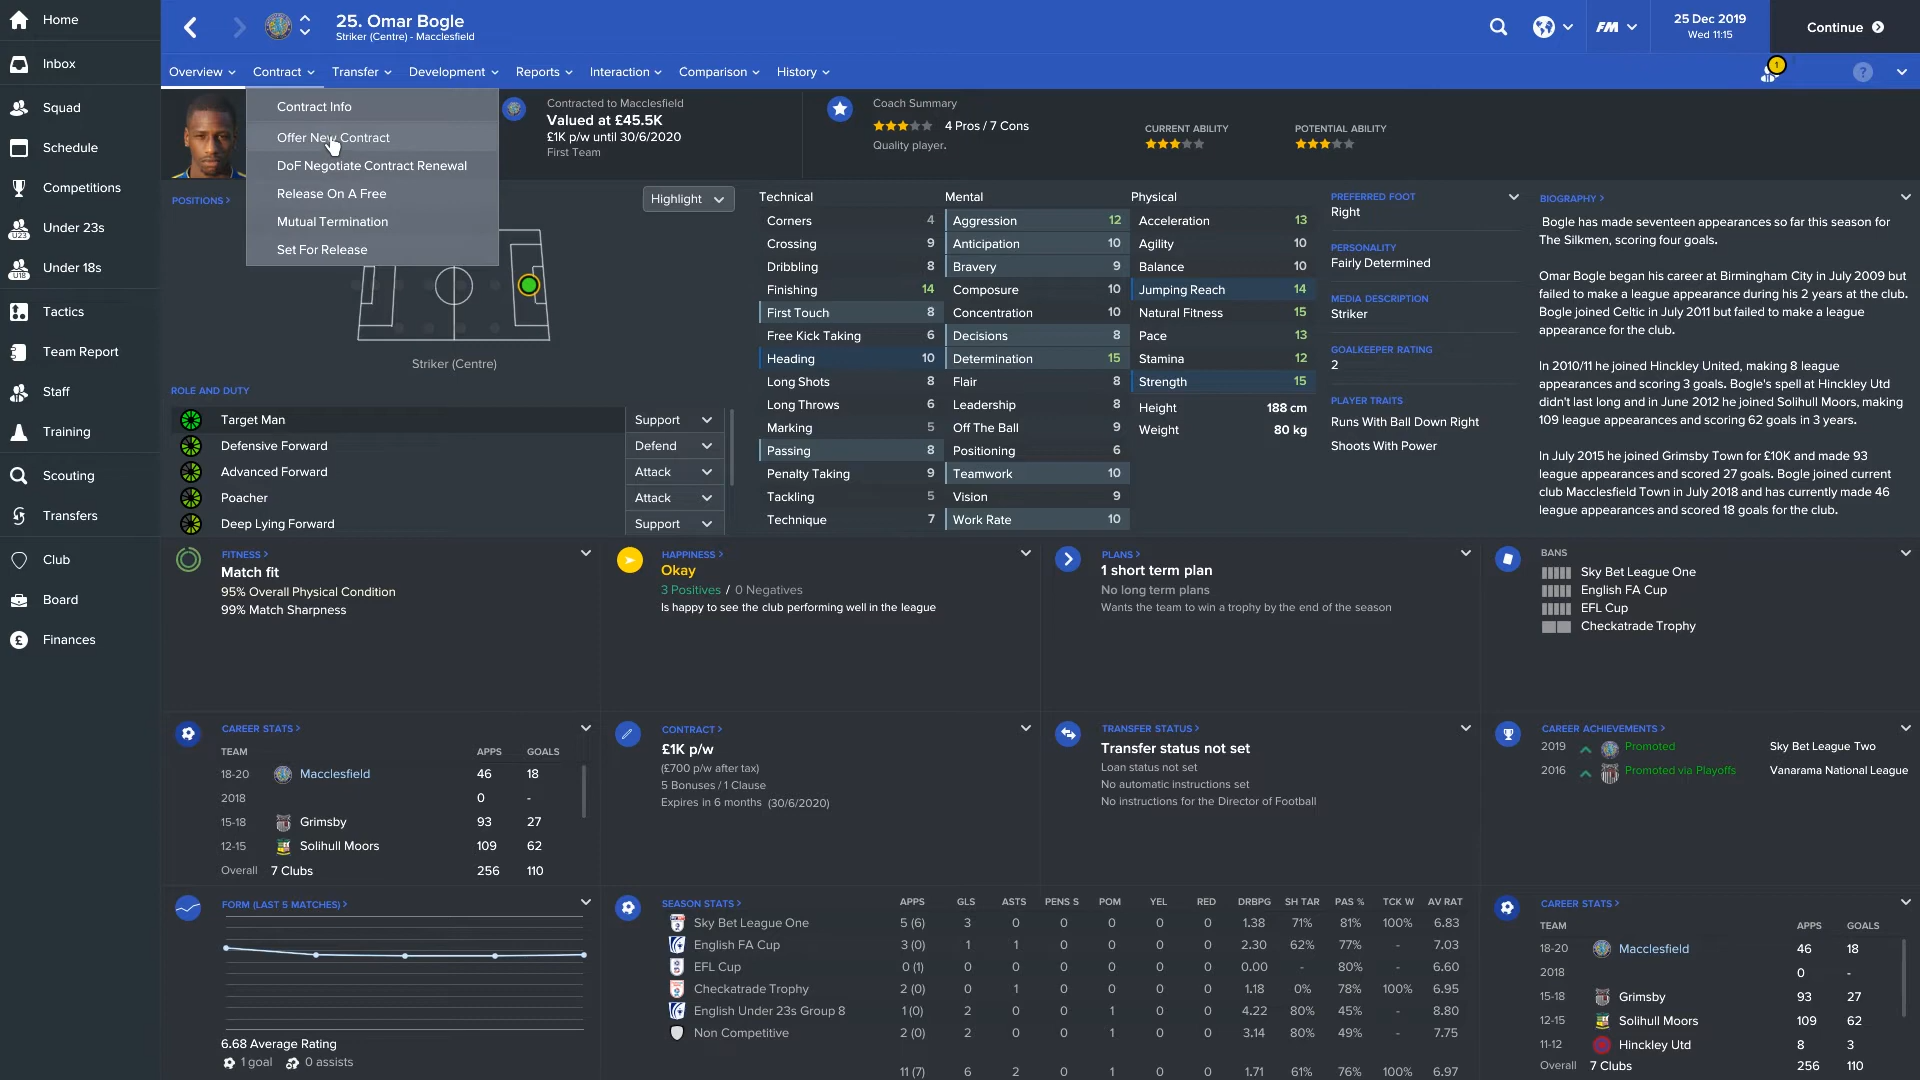 Home
Inbox
Squad
Schedule
Competitions
Under 23s
Under 18s
Tactics
Team Report
Staff
Training
Scouting
Transfers
Club
Board
Finances
25. Omar Bogle
Striker (Centre) - Macclesfield
FM
25 Dec 2019
Wed 11:15
Continue
Overview Contract Transfer Development Reports Interaction Comparison History
1
?
Contract Info
Offer New Contract
DoF Negotiate Contract Renewal
Release On A Free
Mutual Termination
Set For Release
Contracted to Macclesfield
Valued at £45.5K
£1K p/w until 30/6/2020
First Team
Coach Summary
4 Pros / 7 Cons
Quality player.
CURRENT ABILITY
POTENTIAL ABILITY
POSITIONS >
Highlight
Striker (Centre)
ROLE AND DUTY
Target Man Support
Defensive Forward Defend
Advanced Forward Attack
Poacher Attack
Deep Lying Forward Support
Technical
Corners 4
Crossing 9
Dribbling 8
Finishing 14
First Touch 8
Free Kick Taking 6
Heading 10
Long Shots 8
Long Throws 6
Marking 5
Passing 8
Penalty Taking 9
Tackling 5
Technique 7
Mental
Aggression 12
Anticipation 10
Bravery 9
Composure 10
Concentration 10
Decisions 8
Determination 15
Flair 8
Leadership 8
Off The Ball 9
Positioning 6
Teamwork 10
Vision 9
Work Rate 10
Physical
Acceleration 13
Agility 10
Balance 10
Jumping Reach 14
Natural Fitness 15
Pace 13
Stamina 12
Strength 15
Height 188 cm
Weight 80 kg
PREFERRED FOOT
Right
PERSONALITY
Fairly Determined
MEDIA DESCRIPTION
Striker
GOALKEEPER RATING
2
PLAYER TRAITS
Runs With Ball Down Right
Shoots With Power
BIOGRAPHY >
Bogle has made seventeen appearances so far this season for
The Silkmen, scoring four goals.
Omar Bogle began his career at Birmingham City in July 2009 but
failed to make a league appearance during his 2 years at the club.
Bogle joined Celtic in July 2011 but failed to make a league
appearance for the club.
In 2010/11 he joined Hinckley United, making 8 league
appearances and scoring 3 goals. Bogle's spell at Hinckley Utd
didn't last long and in June 2012 he joined Solihull Moors, making
109 league appearances and scoring 62 goals in 3 years.
In July 2015 he joined Grimsby Town for £10K and made 93
league appearances and scored 27 goals. Bogle joined current
club Macclesfield Town in July 2018 and has currently made 46
league appearances and scored 18 goals for the club.
FITNESS >
Match fit
95% Overall Physical Condition
99% Match Sharpness
HAPPINESS >
Okay
3 Positives / 0 Negatives
Is happy to see the club performing well in the league
PLANS >
1 short term plan
No long term plans
Wants the team to win a trophy by the end of the season
BANS
Sky Bet League One
English FA Cup
EFL Cup
Checkatrade Trophy
CAREER STATS >
TEAM APPS GOALS
18-20 Macclesfield 46 18
2018 0 -
15-18 Grimsby 93 27
12-15 Solihull Moors 109 62
Overall 7 Clubs 256 110
CONTRACT >
£1K p/w
(£700 p/w after tax)
5 Bonuses / 1 Clause
Expires in 6 months (30/6/2020)
TRANSFER STATUS >
Transfer status not set
Loan status not set
No automatic instructions set
No instructions for the Director of Football
CAREER ACHIEVEMENTS >
2019 Promoted Sky Bet League Two
2016 Promoted via Playoffs Vanarama National League
FORM (LAST 5 MATCHES) >
6.68 Average Rating
1 goal 0 assists
SEASON STATS > APPS GLS ASTS PENS S POM YEL RED DRBPG SH TAR PAS % TCK W AV RAT
Sky Bet League One 5 (6) 3 0 0 0 0 0 1.38 71% 81% 100% 6.83
English FA Cup 3 (0) 1 1 0 0 0 0 2.30 62% 77% - 7.03
EFL Cup 0 (1) 0 0 0 0 0 0 0.00 - 80% - 6.60
Checkatrade Trophy 2 (0) 0 1 0 0 0 0 1.18 0% 78% 100% 6.95
English Under 23s Group 8 1 (0) 2 0 0 1 0 0 4.22 80% 45% - 8.80
Non Competitive 2 (0) 2 0 0 1 0 0 3.14 80% 49% - 7.75
11 (7) 6 2 0 1 0 0 1.71 61% 76% 100% 6.97
CAREER STATS >
TEAM APPS GOALS
18-20 Macclesfield 46 18
2018 0 -
15-18 Grimsby 93 27
12-15 Solihull Moors 109 62
11-12 Hinckley Utd 8 3
Overall 7 Clubs 256 110